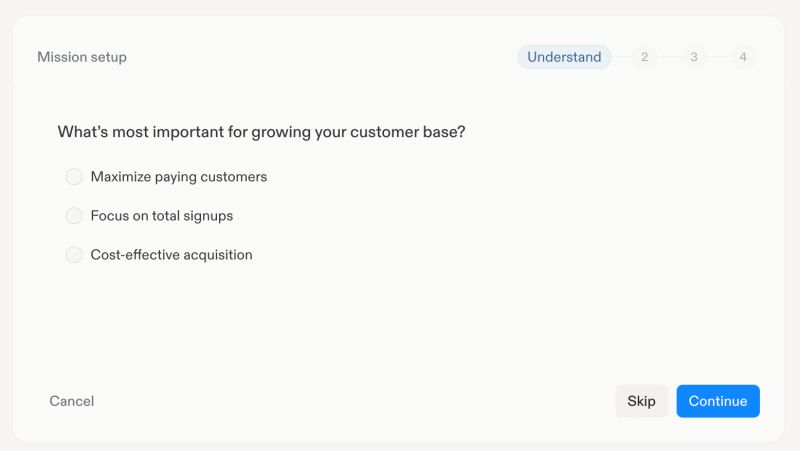 Mission setup
Understand 2 3 4
What's most important for growing your customer base?
Maximize paying customers
Focus on total signups
Cost-effective acquisition
Cancel
Skip
Continue